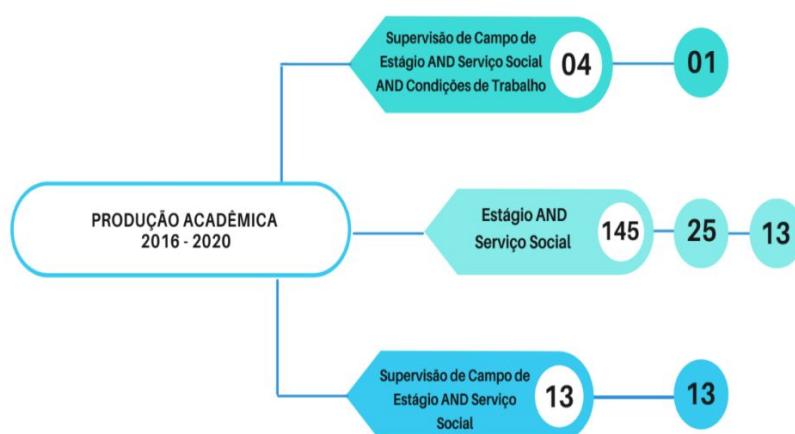 Supervisão de Campo de
Estágio AND Serviço Social
AND Condições de Trabalho
04
01
PRODUÇÃO ACADÊMICA
2016 - 2020
Estágio AND
Serviço Social
145
25
13
Supervisão de Campo de
Estágio AND Serviço
Social
13
13